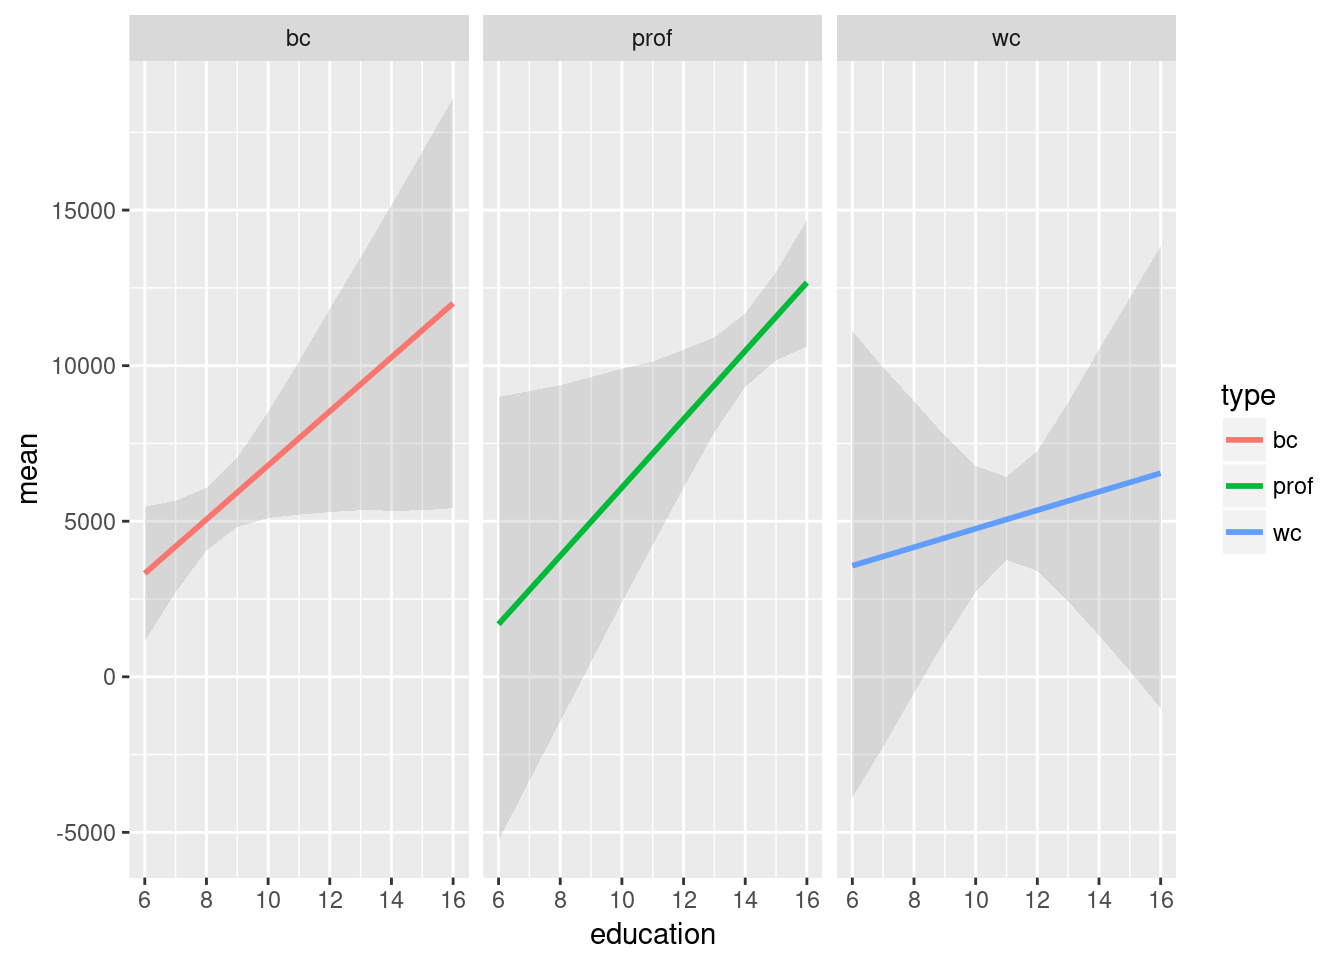 bc prof wc
15000
10000
5000
0
-5000
mean
6 8 10 12 14 16 6 8 10 12 14 16 6 8 10 12 14 16
education
type
bc
prof
wc